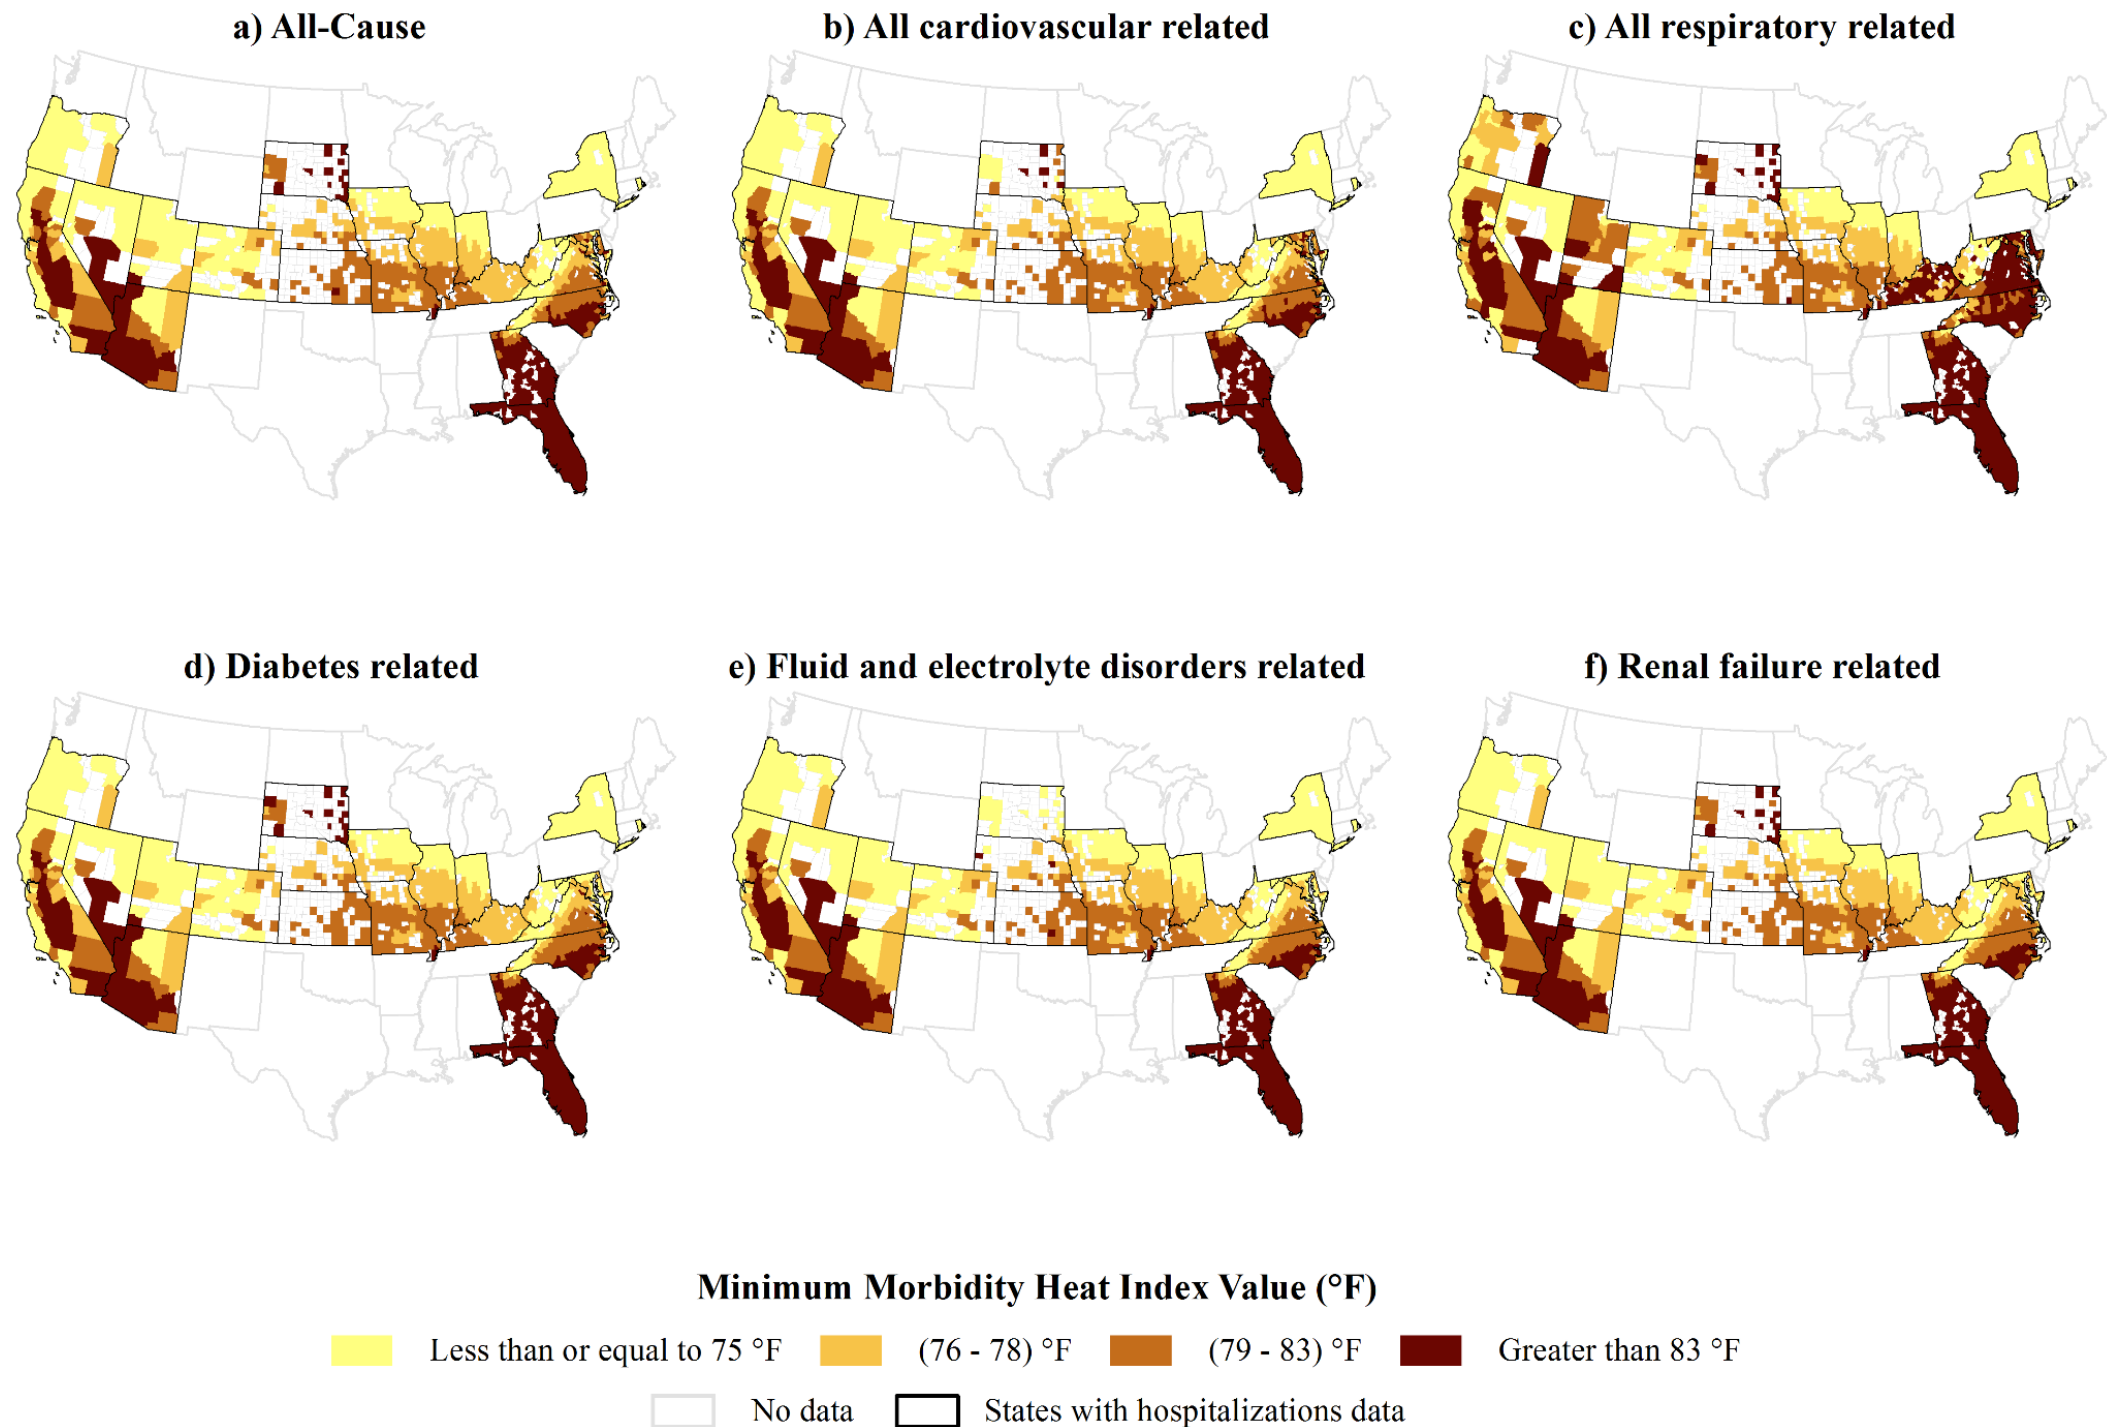 a) All-Cause
b) All cardiovascular related
c) All respiratory related
d) Diabetes related
e) Fluid and electrolyte disorders related
f) Renal failure related
Minimum Morbidity Heat Index Value (°F)
Less than or equal to 75 °F
(76 - 78) °F
(79 - 83) °F
Greater than 83 °F
No data
States with hospitalizations data